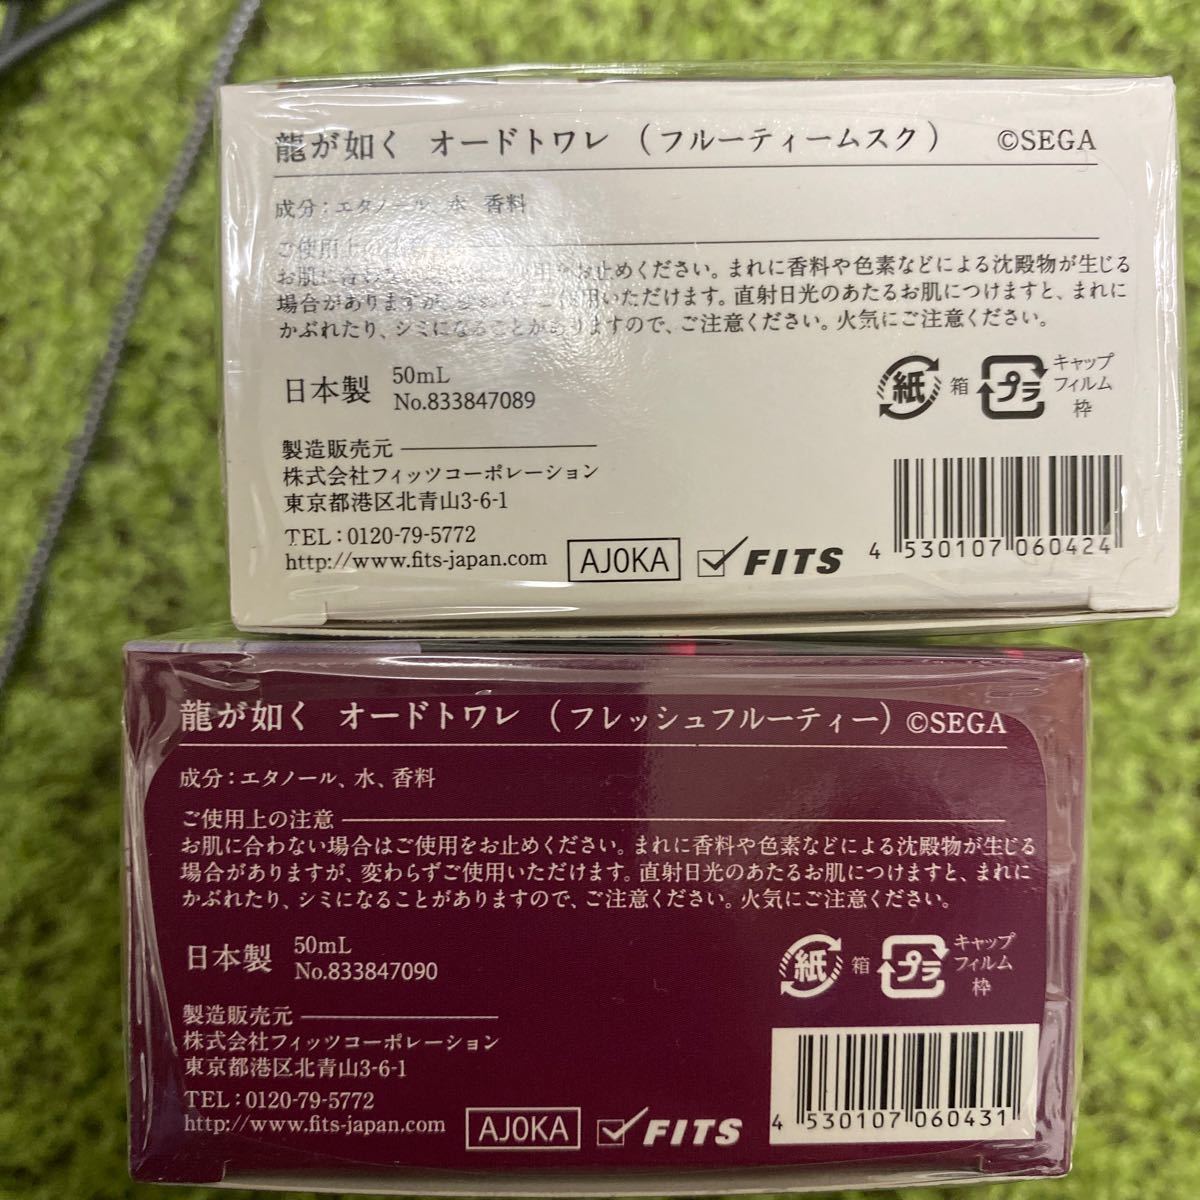 龍が如く オードトワレ (フルーティームスク) ©SEGA
成分:エタノール、水、香料
ご使用上の注意
お肌に合わない場合はご使用をお止めください。まれに香料や色素などによる沈殿物が生じる
場合がありますが、変わらずご使用いただけます。直射日光のあたるお肌につけますと、まれに
かぶれたり、シミになることがありますので、ご注意ください。火気にご注意ください。
日本製 50mL
No.833847089
紙 箱 プラ キャップ
フィルム
枠
製造販売元
株式会社フィッツコーポレーション
東京都港区北青山3-6-1
TEL:0120-79-5772
http://www.fits-japan.com
AJ0KA FITS
4 530107 060424
龍が如く オードトワレ (フレッシュフルーティー) ©SEGA
成分:エタノール、水、香料
ご使用上の注意
お肌に合わない場合はご使用をお止めください。まれに香料や色素などによる沈殿物が生じる
場合がありますが、変わらずご使用いただけます。直射日光のあたるお肌につけますと、まれに
かぶれたり、シミになることがありますので、ご注意ください。火気にご注意ください。
日本製 50mL
No.833847090
紙 箱 プラ キャップ
フィルム
枠
製造販売元
株式会社フィッツコーポレーション
東京都港区北青山3-6-1
TEL:0120-79-5772
http://www.fits-japan.com
AJ0KA FITS
4 530107 060431